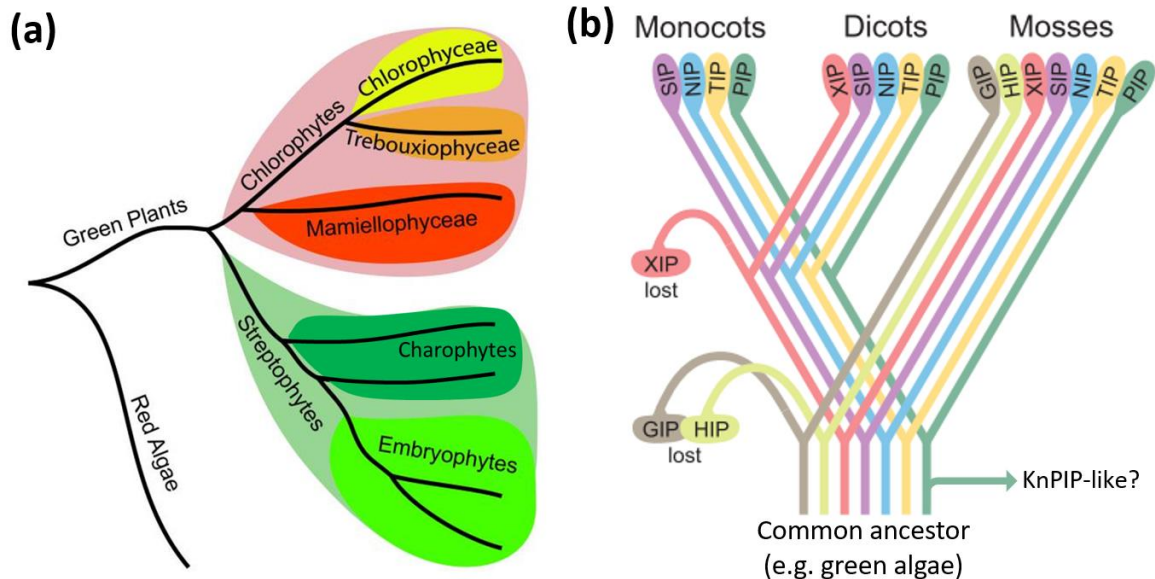 (a)
Chlorophyceae
Chlorophytes
Trebouxiophyceae
Mamiellophyceae
Green Plants
Streptophytes
Charophytes
Embryophytes
Red Algae
(b)
Monocots Dicots Mosses
SIP NIP TIP PIP XIP SIP NIP TIP PIP GIP HIP XIP SIP NIP TIP PIP
XIP
lost
GIP HIP
lost
KnPIP-like?
Common ancestor
(e.g. green algae)